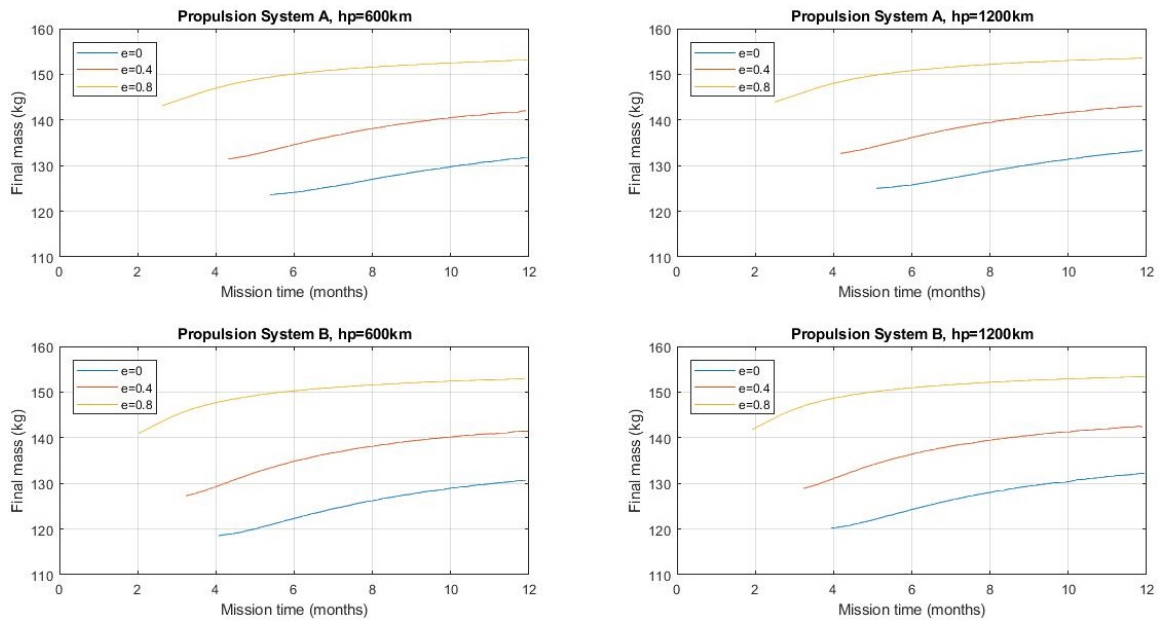 Propulsion System A, hp=600km
160
150
140
130
120
110
Final mass (kg)
e=0
e=0.4
e=0.8
0 2 4 6 8 10 12
Mission time (months)
Propulsion System A, hp=1200km
160
150
140
130
120
110
Final mass (kg)
e=0
e=0.4
e=0.8
0 2 4 6 8 10 12
Mission time (months)
Propulsion System B, hp=600km
160
150
140
130
120
110
Final mass (kg)
e=0
e=0.4
e=0.8
0 2 4 6 8 10 12
Mission time (months)
Propulsion System B, hp=1200km
160
150
140
130
120
110
Final mass (kg)
e=0
e=0.4
e=0.8
0 2 4 6 8 10 12
Mission time (months)